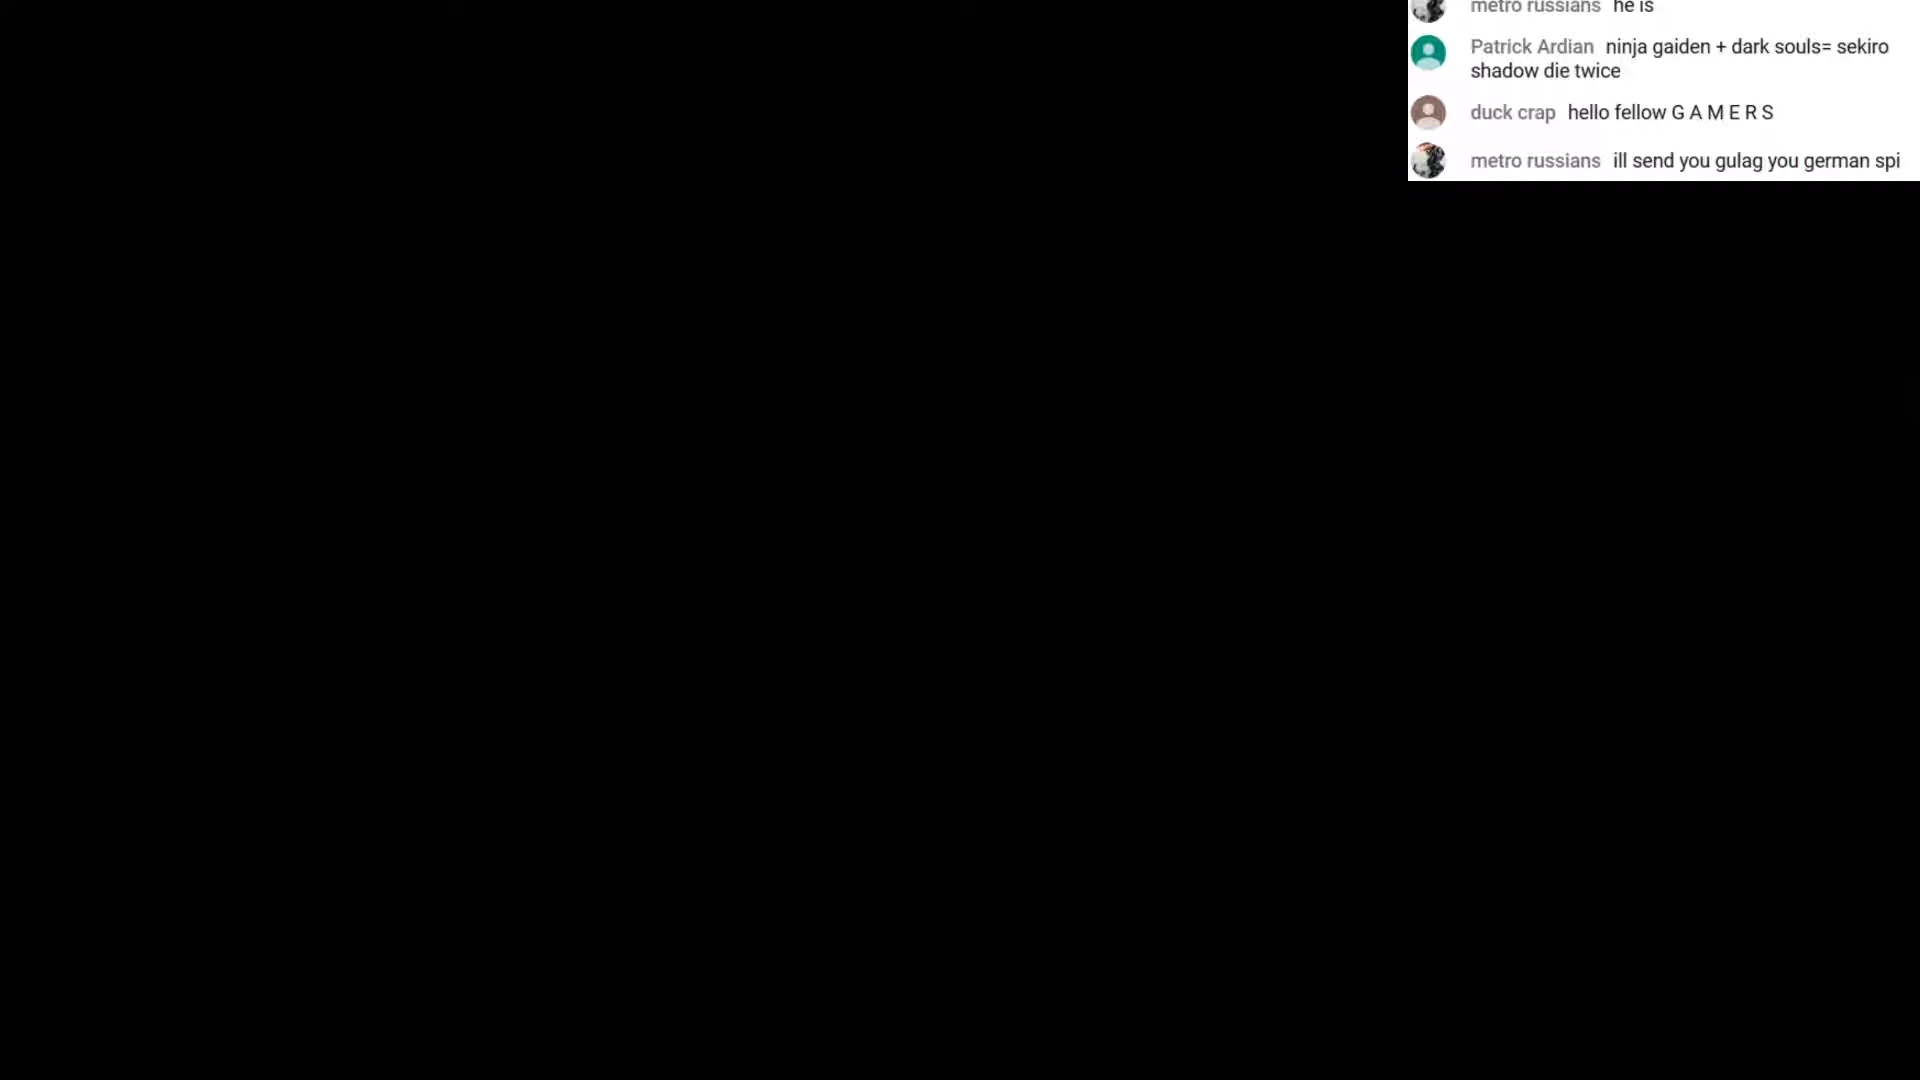 metro russians he is
Patrick Ardian ninja gaiden + dark souls= sekiro
shadow die twice
duck crap hello fellow G A M E R S
metro russians ill send you gulag you german spi